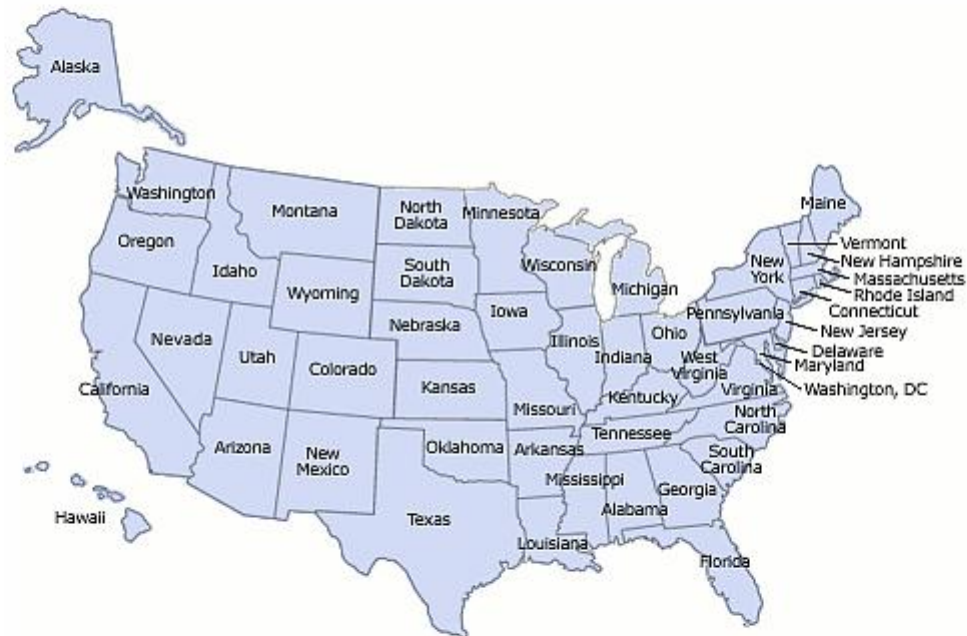 Alaska
Washington
Montana
North
Dakota
Minnesota
Maine
Oregon
Idaho
Wyoming
South
Dakota
Wisconsin
Michigan
New
York
Vermont
New Hampshire
Massachusetts
Rhode Island
Connecticut
Nevada
Utah
Colorado
Nebraska
Iowa
Illinois
Indiana
Ohio
Pennsylvania
New Jersey
Delaware
Maryland
Washington, DC
California
Kansas
Missouri
Kentucky
West
Virginia
Virginia
Arizona
New
Mexico
Oklahoma
Arkansas
Tennessee
North
Carolina
South
Carolina
Hawaii
Texas
Louisiana
Mississippi
Alabama
Georgia
Florida